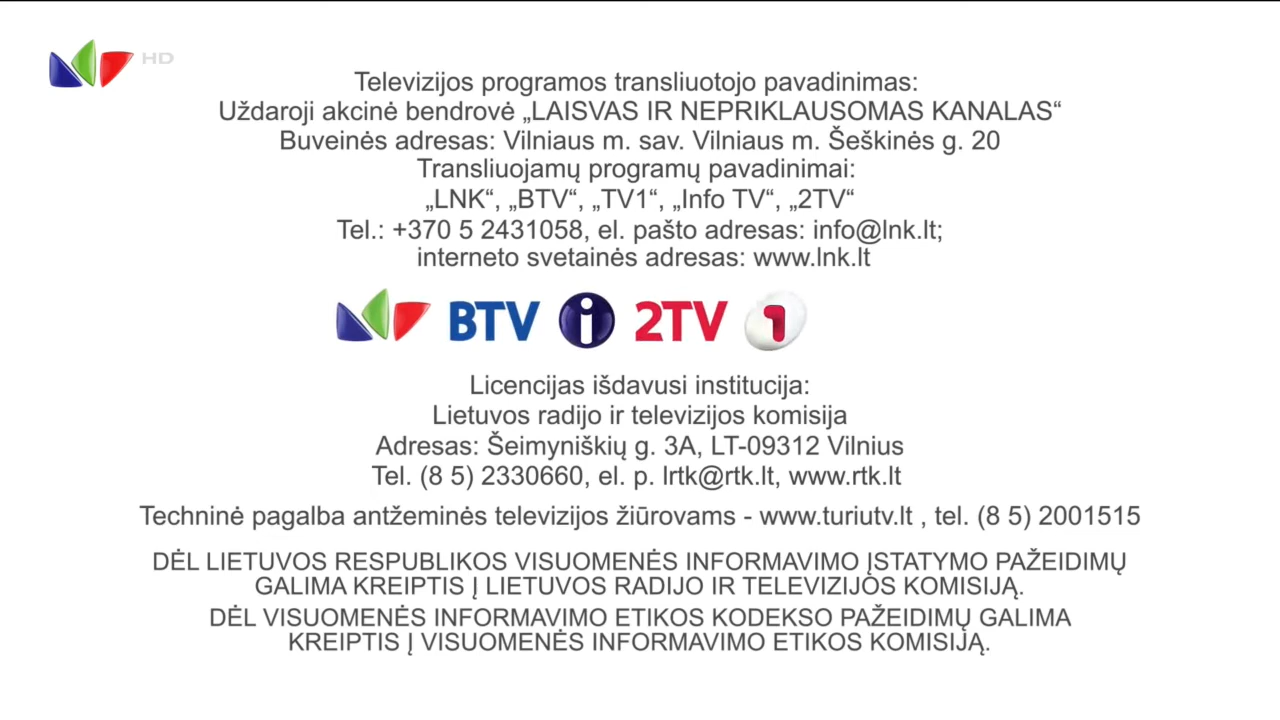 HD
Televizijos programos transliuotojo pavadinimas:
Uždaroji akcinė bendrovė „LAISVAS IR NEPRIKLAUSOMAS KANALAS“
Buveinės adresas: Vilniaus m. sav. Vilniaus m. Šeškinės g. 20
Transliuojamų programų pavadinimai:
„LNK“, „BTV“, „TV1“, „Info TV“, „2TV“
Tel.: +370 5 2431058, el. pašto adresas: info@lnk.lt;
interneto svetainės adresas: www.lnk.lt
BTV i 2TV 1
Licencijas išdavusi institucija:
Lietuvos radijo ir televizijos komisija
Adresas: Šeimyniškių g. 3A, LT-09312 Vilnius
Tel. (8 5) 2330660, el. p. lrtk@rtk.lt, www.rtk.lt
Techninė pagalba antžeminės televizijos žiūrovams - www.turiutv.lt , tel. (8 5) 2001515
DĖL LIETUVOS RESPUBLIKOS VISUOMENĖS INFORMAVIMO ĮSTATYMO PAŽEIDIMŲ
GALIMA KREIPTIS Į LIETUVOS RADIJO IR TELEVIZIJOS KOMISIJĄ.
DĖL VISUOMENĖS INFORMAVIMO ETIKOS KODEKSO PAŽEIDIMŲ GALIMA
KREIPTIS Į VISUOMENĖS INFORMAVIMO ETIKOS KOMISIJĄ.